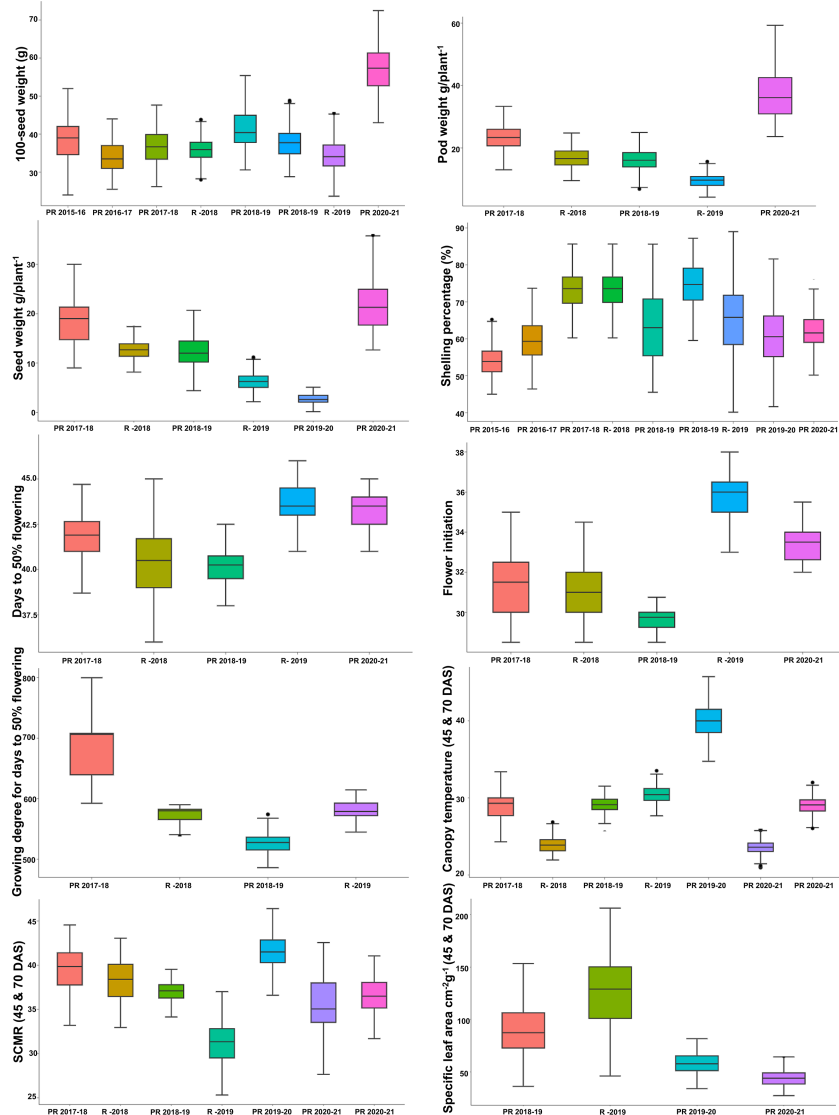 100-seed weight (g)
70
60
50
40
30
PR 2015-16 PR 2016-17 PR 2017-18 R -2018 PR 2018-19 PR 2018-19 R -2019 PR 2020-21
Pod weight g/plant-1
60
40
20
PR 2017-18 R -2018 PR 2018-19 R- 2019 PR 2020-21
Seed weight g/plant-1
30
20
10
0
PR 2017-18 R -2018 PR 2018-19 R- 2019 PR 2019-20 PR 2020-21
Shelling percentage (%)
90
80
70
60
50
40
PR 2015-16 PR 2016-17 PR 2017-18 R- 2018 PR 2018-19 PR 2018-19 R- 2019 PR 2019-20 PR 2020-21
Days to 50% flowering
45.0
42.5
40.0
37.5
PR 2017-18 R -2018 PR 2018-19 R- 2019 PR 2020-21
Flower initiation
38
36
34
32
30
PR 2017-18 R -2018 PR 2018-19 R -2019 PR 2020-21
Growing degree for days to 50% flowering
800
700
600
500
PR 2017-18 R -2018 PR 2018-19 R -2019
Canopy temperature (45 & 70 DAS)
40
30
20
PR 2017-18 R- 2018 PR 2018-19 R- 2019 PR 2019-20 PR 2020-21 PR 2020-21
SCMR (45 & 70 DAS)
45
40
35
30
25
PR 2017-18 R -2018 PR 2018-19 R -2019 PR 2019-20 PR 2020-21 PR 2020-21
Specific leaf area cm-2g-1 (45 & 70 DAS)
200
150
100
50
PR 2018-19 R -2019 PR 2019-20 PR 2020-21